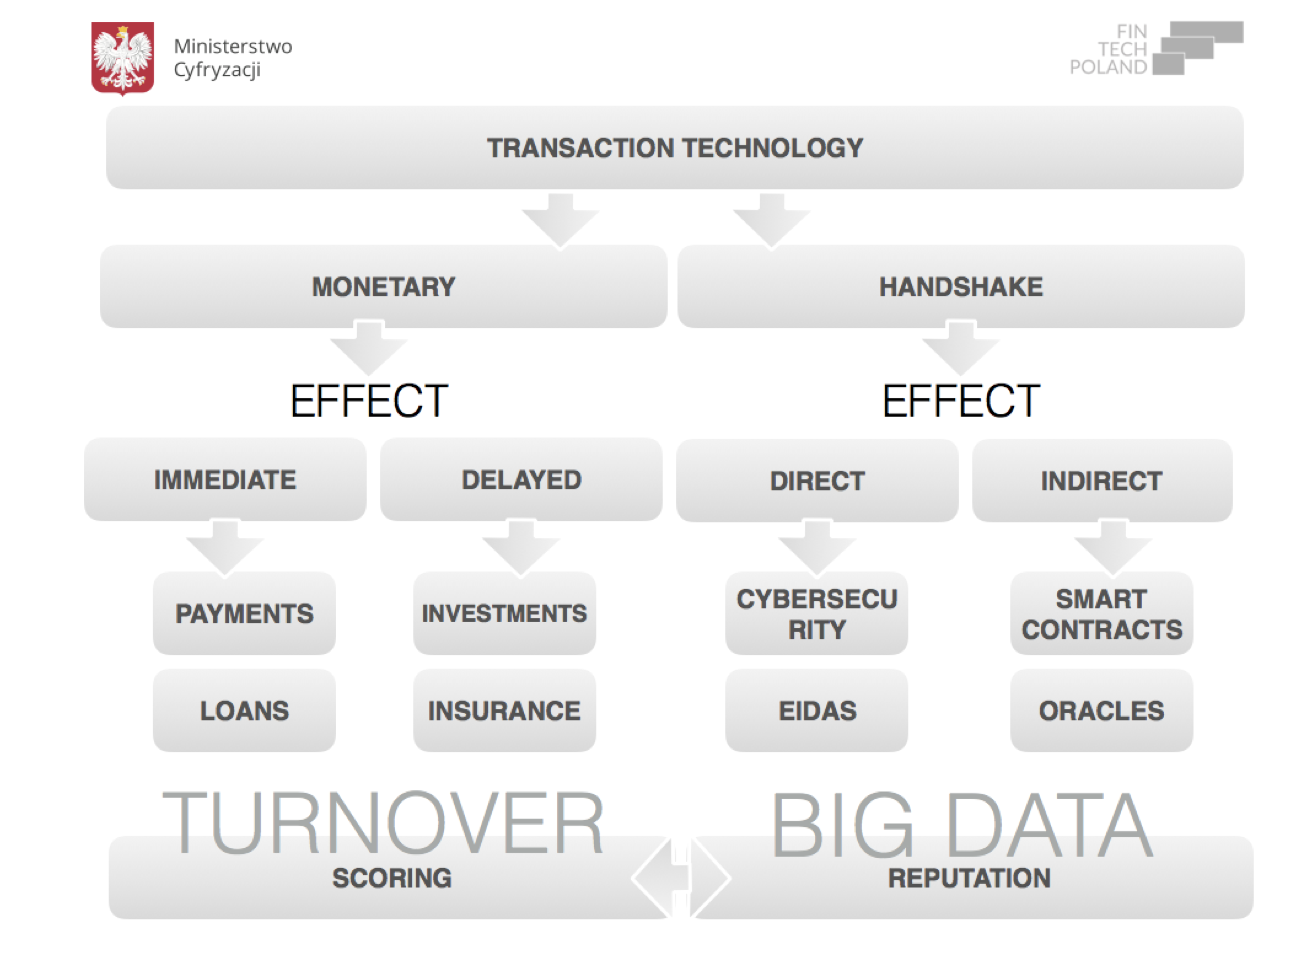 Ministerstwo
Cyfryzacji
FIN
TECH
POLAND
TRANSACTION TECHNOLOGY
MONETARY
HANDSHAKE
EFFECT
EFFECT
IMMEDIATE
DELAYED
DIRECT
INDIRECT
PAYMENTS
INVESTMENTS
CYBERSECU
RITY
SMART
CONTRACTS
LOANS
INSURANCE
EIDAS
ORACLES
TURNOVER
BIG DATA
SCORING
REPUTATION